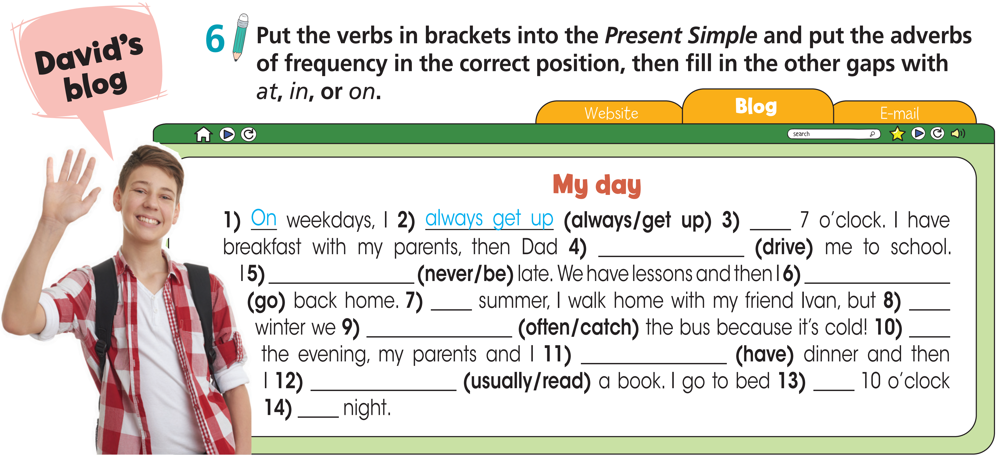 David's
blog
6 Put the verbs in brackets into the Present Simple and put the adverbs
of frequency in the correct position, then fill in the other gaps with
at, in, or on.
Website Blog E-mail
search
My day
1) On weekdays, I 2) always get up (always/get up) 3) ____ 7 o'clock. I have
breakfast with my parents, then Dad 4) ____ (drive) me to school.
I 5) ____ (never/be) late. We have lessons and then I 6) ____
(go) back home. 7) ____ summer, I walk home with my friend Ivan, but 8) ____
winter we 9) ____ (often/catch) the bus because it's cold! 10) ____
the evening, my parents and I 11) ____ (have) dinner and then
I 12) ____ (usually/read) a book. I go to bed 13) ____ 10 o'clock
14) ____ night.